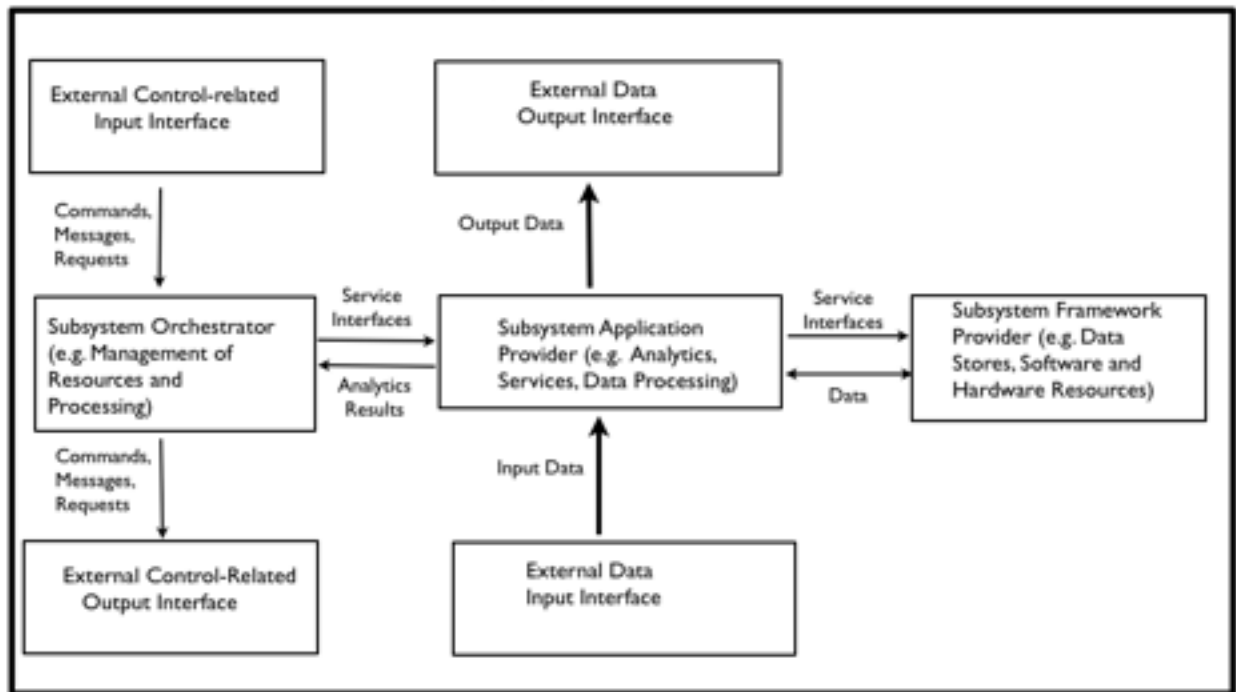 External Control-related
Input Interface
External Data
Output Interface
Commands,
Messages,
Requests
Output Data
Subsystem Orchestrator
(e.g. Management of
Resources and
Processing)
Service
Interfaces
Analytics
Results
Subsystem Application
Provider (e.g. Analytics,
Services, Data Processing)
Service
Interfaces
Data
Subsystem Framework
Provider (e.g. Data
Stores, Software and
Hardware Resources)
Commands,
Messages,
Requests
Input Data
External Control-Related
Output Interface
External Data
Input Interface